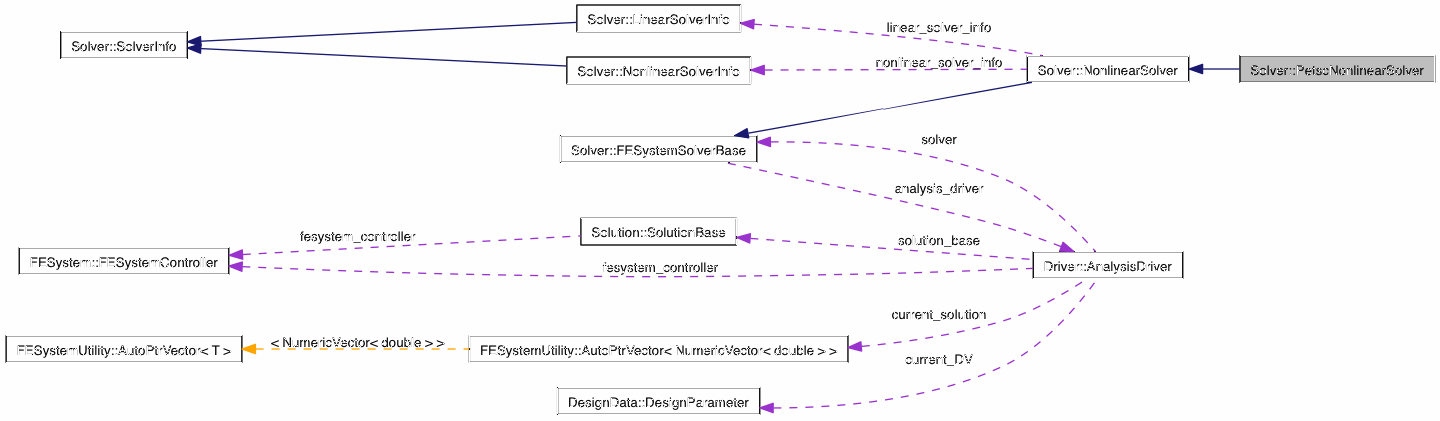 Solver::LinearSolverInfo
linear_solver_info
Solver::SolverInfo
nonlinear_solver_info
Solver::NonlinearSolverInfo
Solver::NonlinearSolver
Solver::PetscNonlinearSolver
solver
Solver::FESystemSolverBase
analysis_driver
Solution::SolutionBase
fesystem_controller
solution_base
FESystem::FESystemController
fesystem_controller
Driver::AnalysisDriver
current_solution
< NumericVector< double > >
FESystemUtility::AutoPtrVector< T >
FESystemUtility::AutoPtrVector< NumericVector< double > >
current_DV
DesignData::DesignParameter